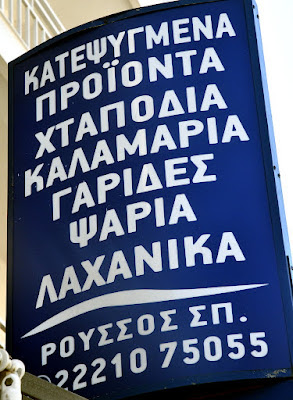 ΚΑΤΕΨΥΓΜΕΝΑ
ΠΡΟΪΟΝΤΑ
ΧΤΑΠΟΔΙΑ
ΚΑΛΑΜΑΡΙΑ
ΓΑΡΙΔΕΣ
ΨΑΡΙΑ
ΛΑΧΑΝΙΚΑ
ΡΟΥΣΣΟΣ ΣΠ.
22210 75055